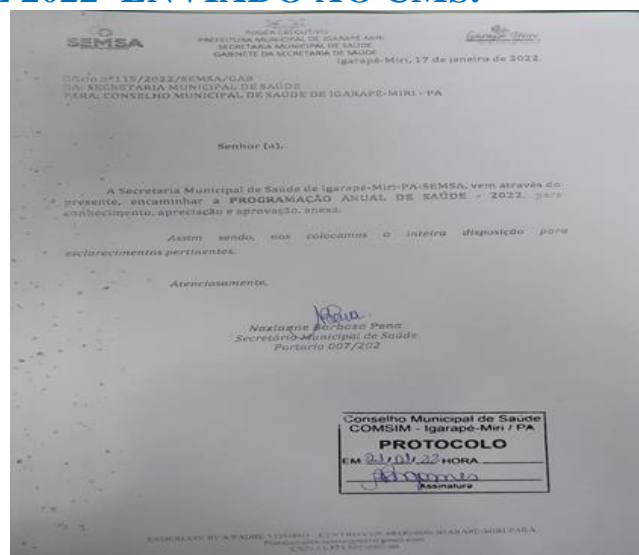 2022 ENVIADO AO CMS:
SEMSA
PODER EXECUTIVO
PREFEITURA MUNICIPAL DE IGARAPÉ-MIRI
SECRETARIA MUNICIPAL DE SAÚDE
GABINETE DA SECRETARIA DE SAÚDE
Igarapé-Miri, 17 de janeiro de 2022.
Ofício nº115/2022/SEMSA/GAB
DA: SECRETARIA MUNICIPAL DE SAÚDE
PARA: CONSELHO MUNICIPAL DE SAÚDE DE IGARAPÉ-MIRI - PA
Senhor (a),
A Secretaria Municipal de Saúde de Igarapé-Miri-PA-SEMSA, vem através do
presente, encaminhar a PROGRAMAÇÃO ANUAL DE SAÚDE - 2022, para
conhecimento, apreciação e aprovação, anexa.
Assim sendo, nos colocamos a inteira disposição para
esclarecimentos pertinentes.
Atenciosamente,
Barbosa Pena
Secretário Municipal de Saúde
Portaria 007/202
Conselho Municipal de Saúde
COMSIM - Igarapé-Miri / PA
PROTOCOLO
EM 21/01/22 HORA
Assinatura